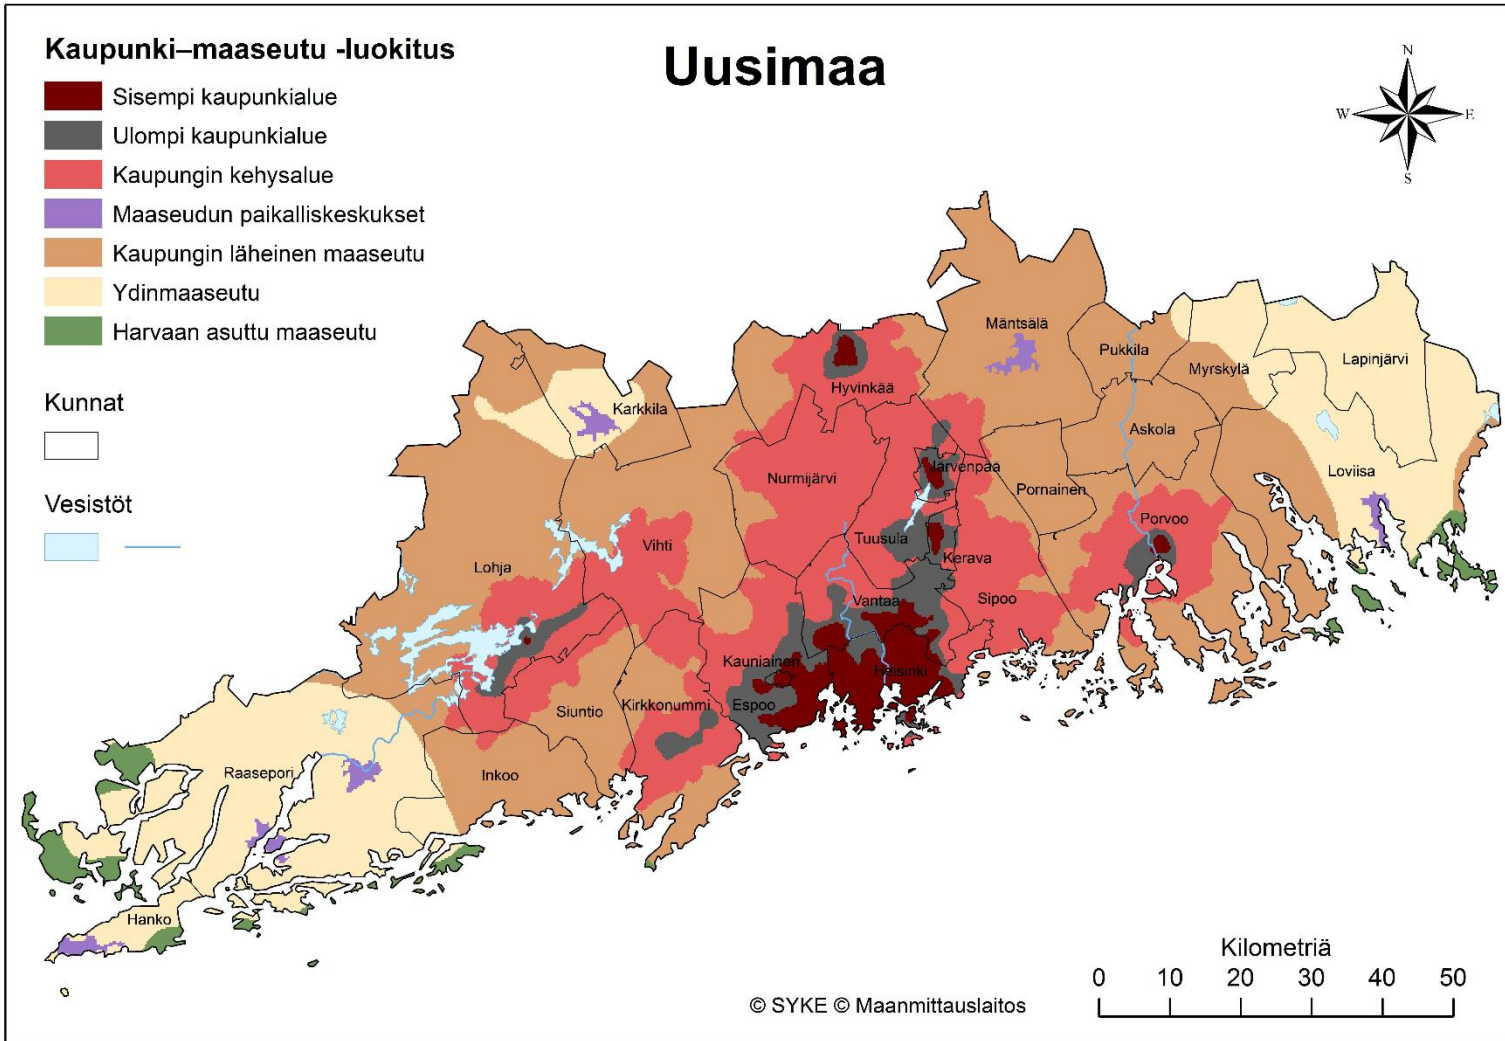 Kaupunki–maaseutu -luokitus
Sisempi kaupunkialue
Ulompi kaupunkialue
Kaupungin kehysalue
Maaseudun paikalliskeskukset
Kaupungin läheinen maaseutu
Ydinmaaseutu
Harvaan asuttu maaseutu
Kunnat
Vesistöt
Uusimaa
N
W
E
S
Mäntsälä
Pukkila
Myrskylä
Lapinjärvi
Hyvinkää
Karkkila
Askola
Loviisa
Järvenpää
Nurmijärvi
Pornainen
Porvoo
Tuusula
Vihti
Kerava
Lohja
Sipoo
Vantaa
Kauniainen
Helsinki
Espoo
Kirkkonummi
Siuntio
Inkoo
Raasepori
Hanko
Kilometriä
0 10 20 30 40 50
© SYKE © Maanmittauslaitos